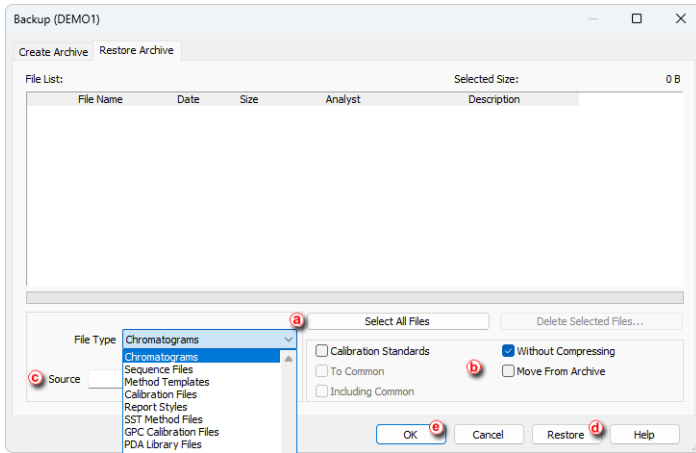 Backup (DEMO1)
Create Archive Restore Archive
File List: Selected Size: 0 B
File Name Date Size Analyst Description
a Select All Files Delete Selected Files...
File Type Chromatograms
Chromatograms
Sequence Files
Method Templates
Calibration Files
Report Styles
SST Method Files
GPC Calibration Files
PDA Library Files
c Source
Calibration Standards b Without Compressing
To Common Move From Archive
Including Common
OK e Cancel Restore d Help